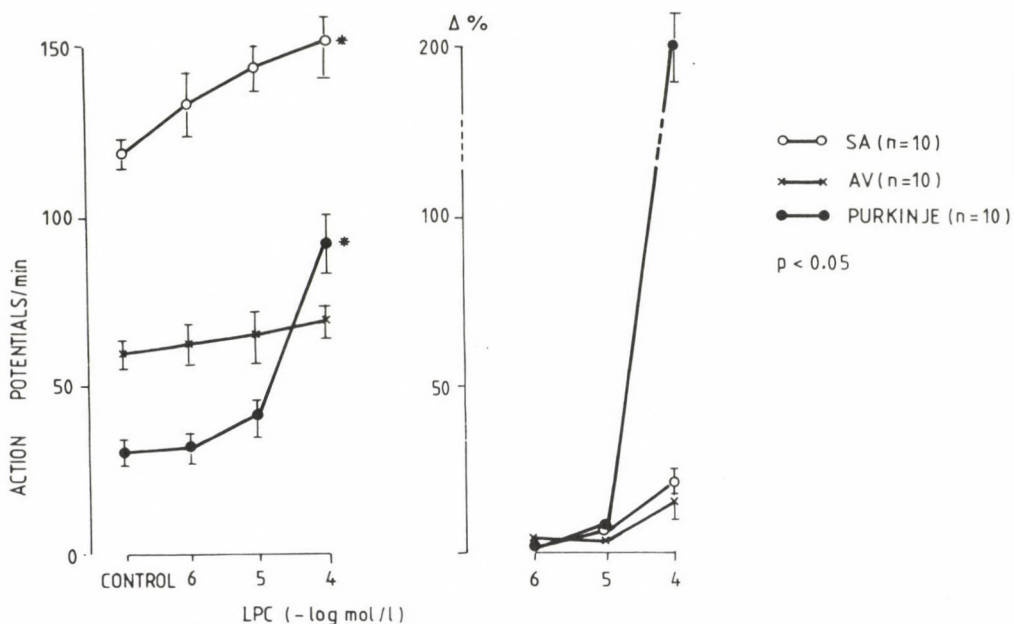 Δ %
150
100
50
0
ACTION POTENTIALS/min
CONTROL 6 5 4
LPC (-log mol/l)
200
100
50
6 5 4
SA (n=10)
AV (n=10)
PURKINJE (n=10)
p < 0.05
*
*